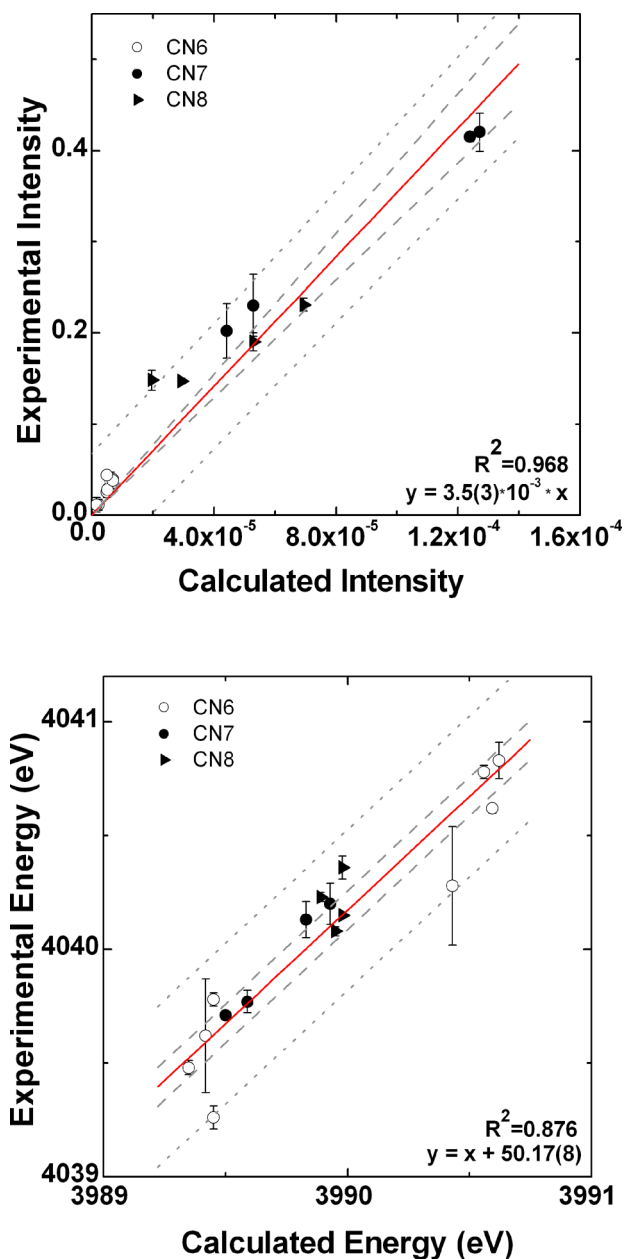 CN6
CN7
CN8
0.4
0.2
0.0
Experimental Intensity
R²=0.968
y = 3.5(3)*10⁻³ * x
4.0x10⁻⁵ 8.0x10⁻⁵ 1.2x10⁻⁴ 1.6x10⁻⁴
Calculated Intensity
CN6
CN7
CN8
4041
4040
4039
Experimental Energy (eV)
R²=0.876
y = x + 50.17(8)
3989 3990 3991
Calculated Energy (eV)